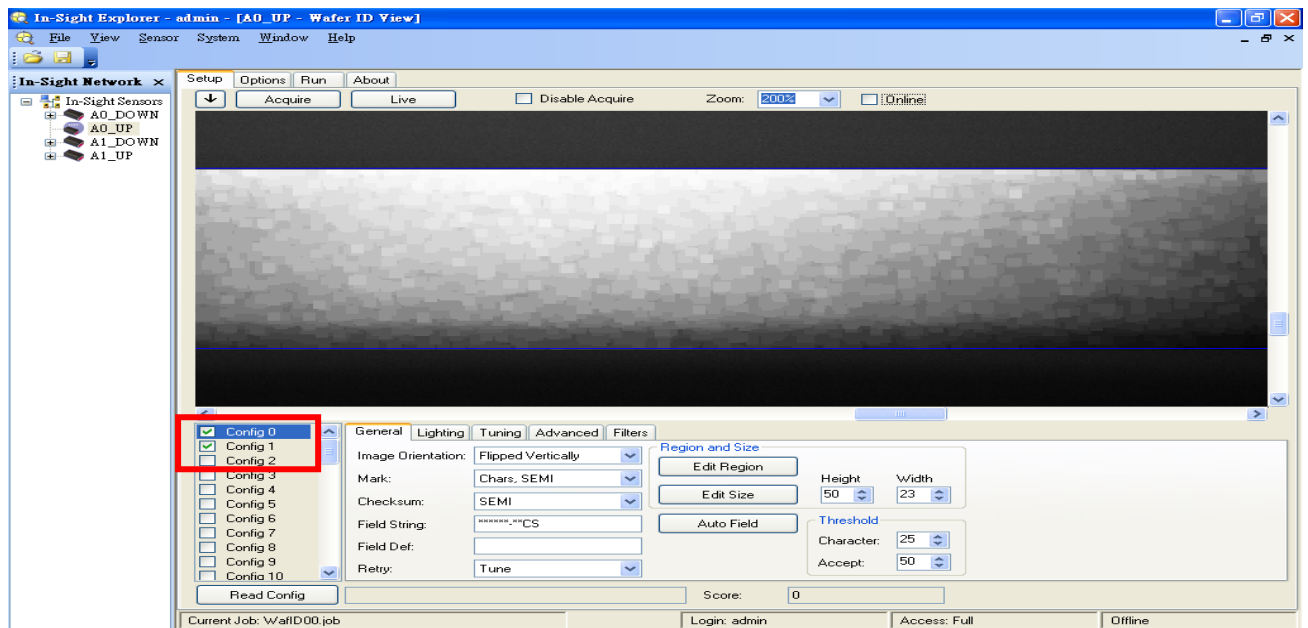 In-Sight Explorer - admin - [A0_UP - Wafer ID View]
File View Sensor System Window Help
In-Sight Network
In-Sight Sensors
A0_DOWN
A0_UP
A1_DOWN
A1_UP
Setup Options Run About
Acquire Live Disable Acquire Zoom: 200% Online
Config 0
Config 1
Config 2
Config 3
Config 4
Config 5
Config 6
Config 7
Config 8
Config 9
Config 10
General Lighting Tuning Advanced Filters
Image Orientation: Flipped Vertically
Mark: Chars, SEMI
Checksum: SEMI
Field String: ******-**CS
Field Def:
Retry: Tune
Region and Size
Edit Region
Edit Size
Auto Field
Height Width
50 23
Threshold
Character: 25
Accept: 50
Read Config Score: 0
Current Job: WafID00.job Login: admin Access: Full Offline